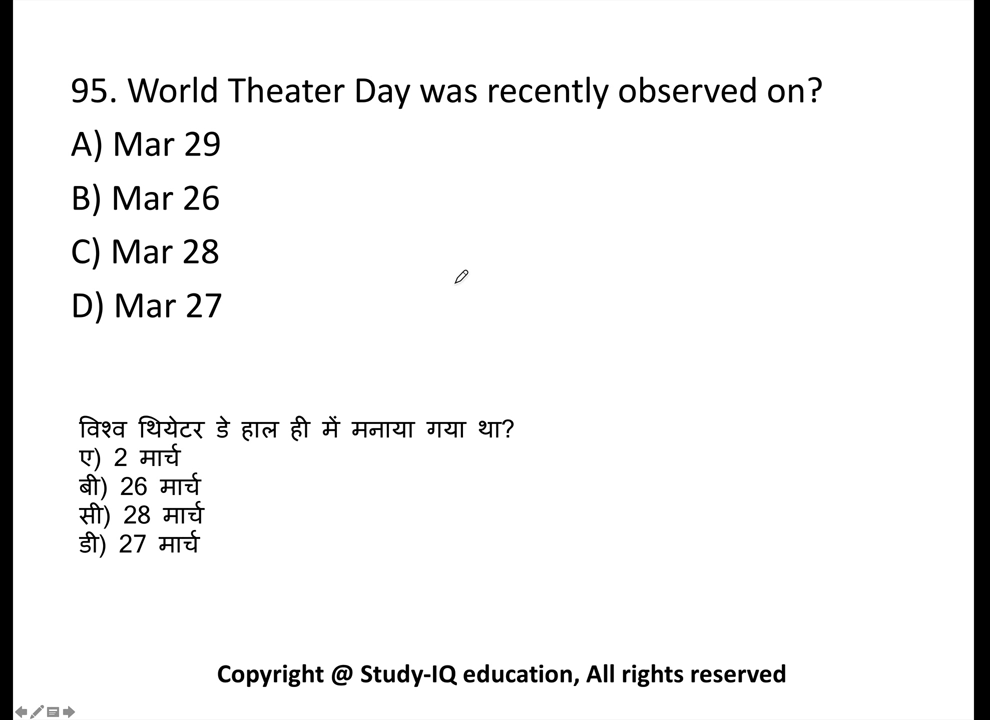 95. World Theater Day was recently observed on?
A) Mar 29
B) Mar 26
C) Mar 28
D) Mar 27
विश्व थियेटर डे हाल ही में मनाया गया था?
ए) 2 मार्च
बी) 26 मार्च
सी) 28 मार्च
डी) 27 मार्च
Copyright @ Study-IQ education, All rights reserved